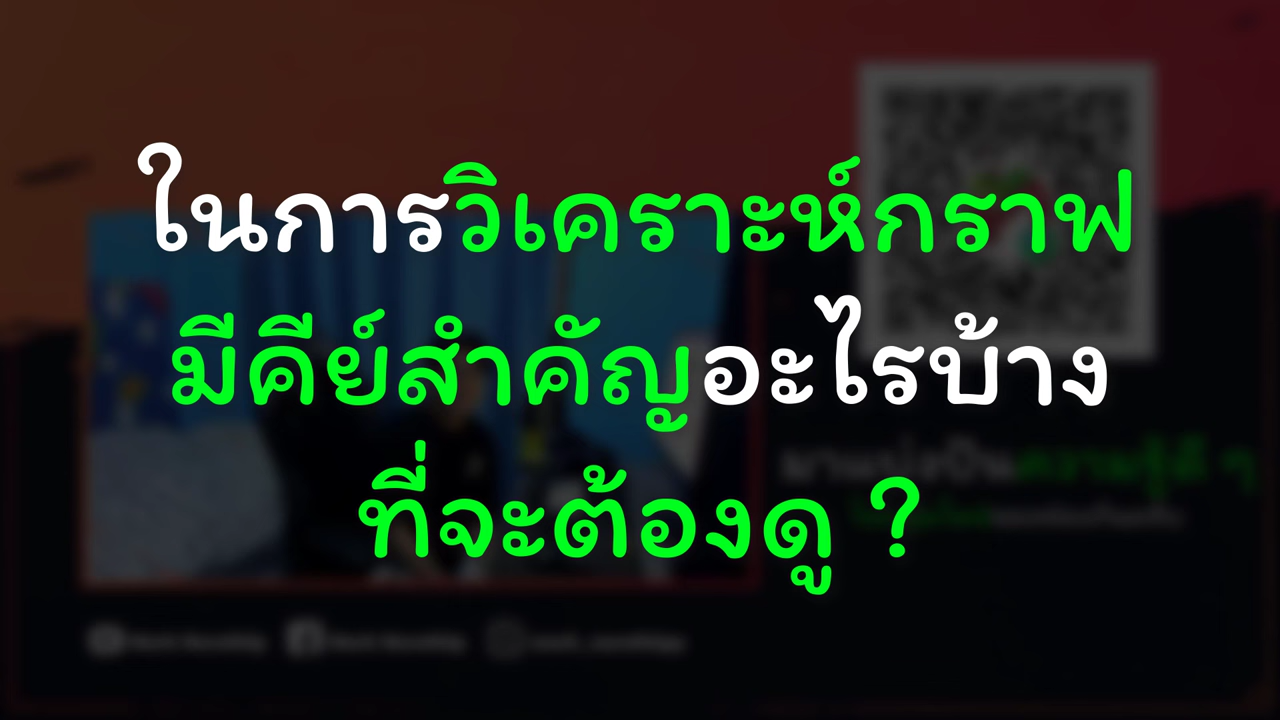 ในการวิเคราะห์กราฟ
มีคีย์สำคัญอะไรบ้าง
ที่จะต้องดู ?